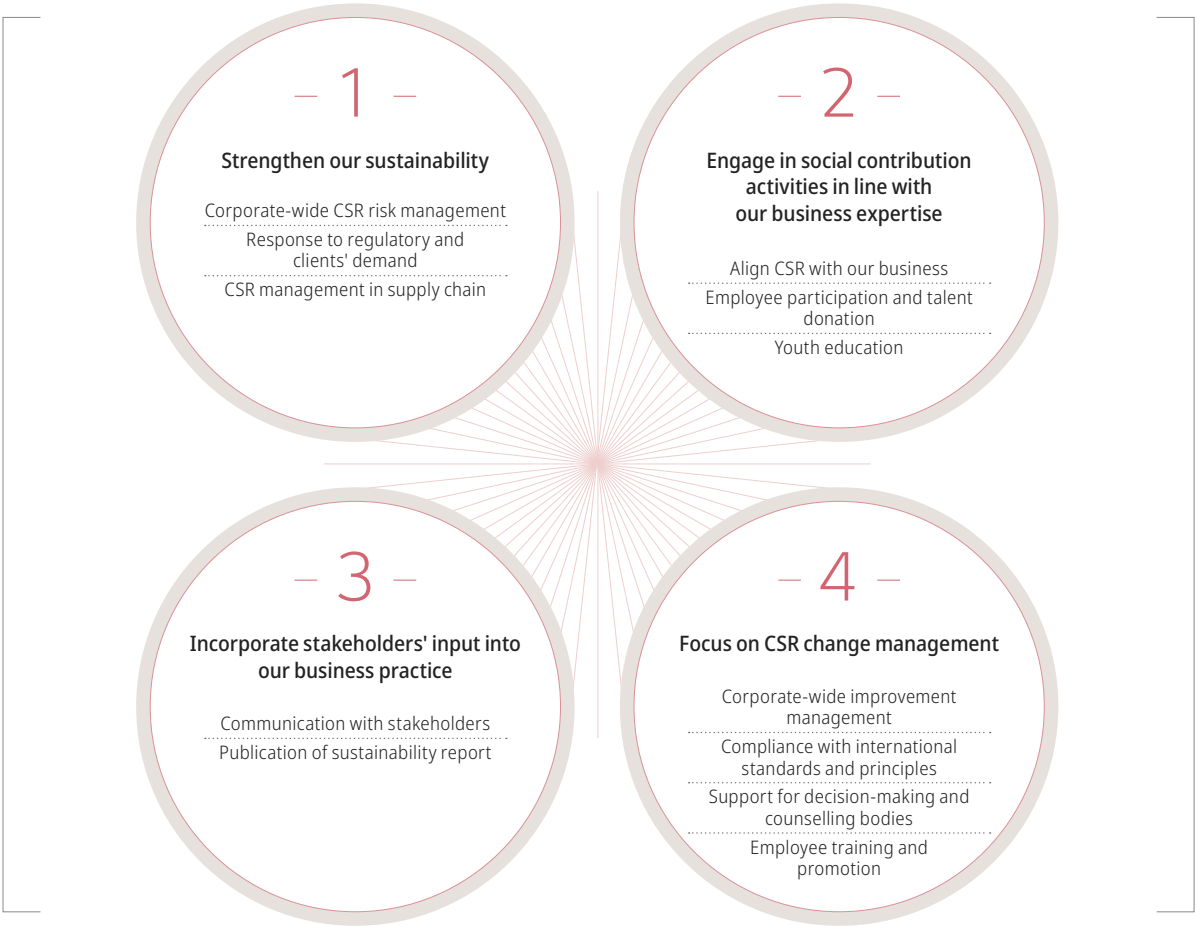 1
Strengthen our sustainability
Corporate-wide CSR risk management
Response to regulatory and
clients' demand
CSR management in supply chain
2
Engage in social contribution
activities in line with
our business expertise
Align CSR with our business
Employee participation and talent
donation
Youth education
3
Incorporate stakeholders' input into
our business practice
Communication with stakeholders
Publication of sustainability report
4
Focus on CSR change management
Corporate-wide improvement
management
Compliance with international
standards and principles
Support for decision-making and
counselling bodies
Employee training and
promotion